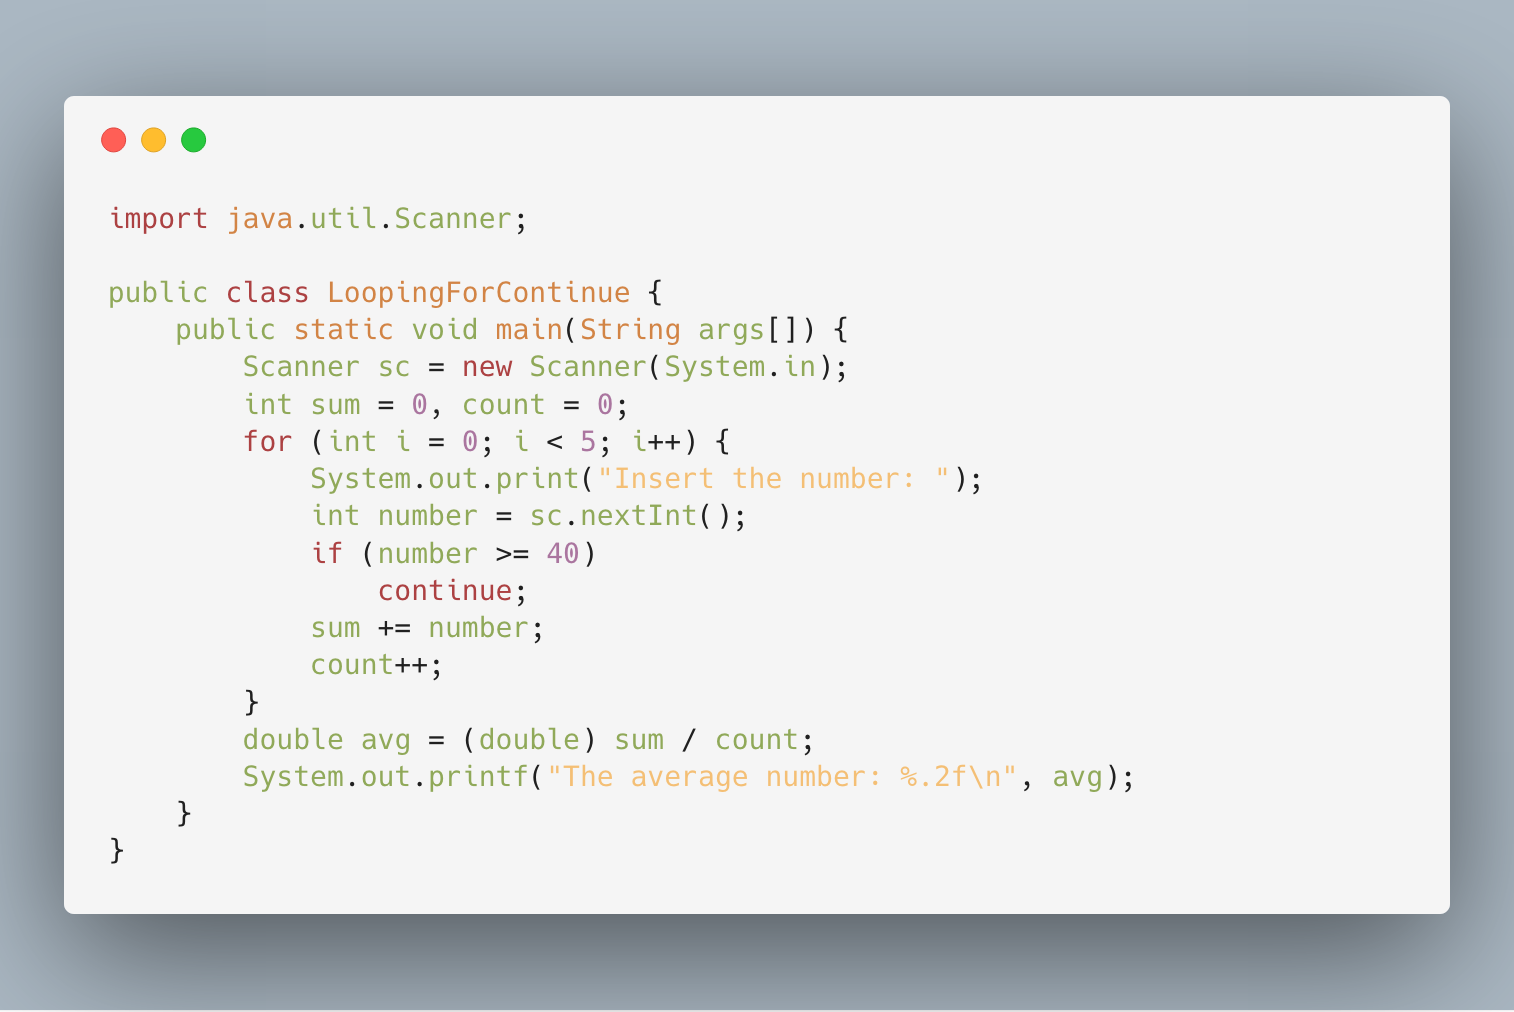 import java.util.Scanner;

public class LoopingForContinue {
    public static void main(String args[]) {
        Scanner sc = new Scanner(System.in);
        int sum = 0, count = 0;
        for (int i = 0; i < 5; i++) {
            System.out.print("Insert the number: ");
            int number = sc.nextInt();
            if (number >= 40)
                continue;
            sum += number;
            count++;
        }
        double avg = (double) sum / count;
        System.out.printf("The average number: %.2f\n", avg);
    }
}